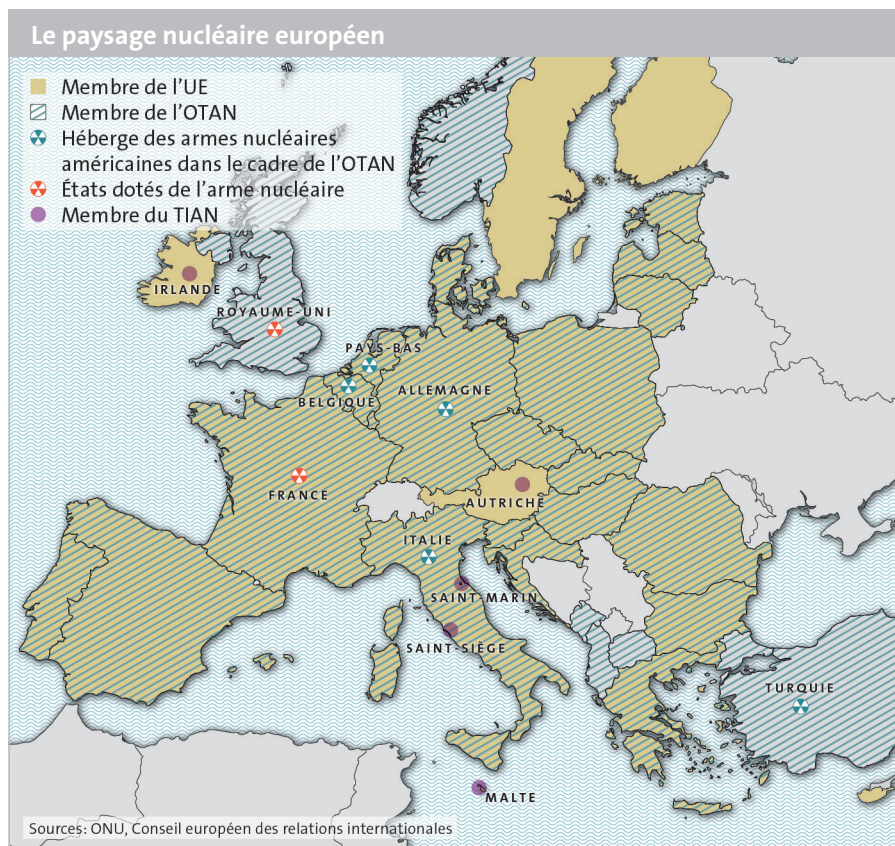 Le paysage nucléaire européen
Membre de l'UE
Membre de l'OTAN
Héberge des armes nucléaires
américaines dans le cadre de l'OTAN
États dotés de l'arme nucléaire
Membre du TIAN
IRLANDE
ROYAUME-UNI
PAYS-BAS
BELGIQUE
ALLEMAGNE
FRANCE
AUTRICHE
ITALIE
SAINT-MARIN
SAINT-SIÈGE
TURQUIE
MALTE
Sources: ONU, Conseil européen des relations internationales